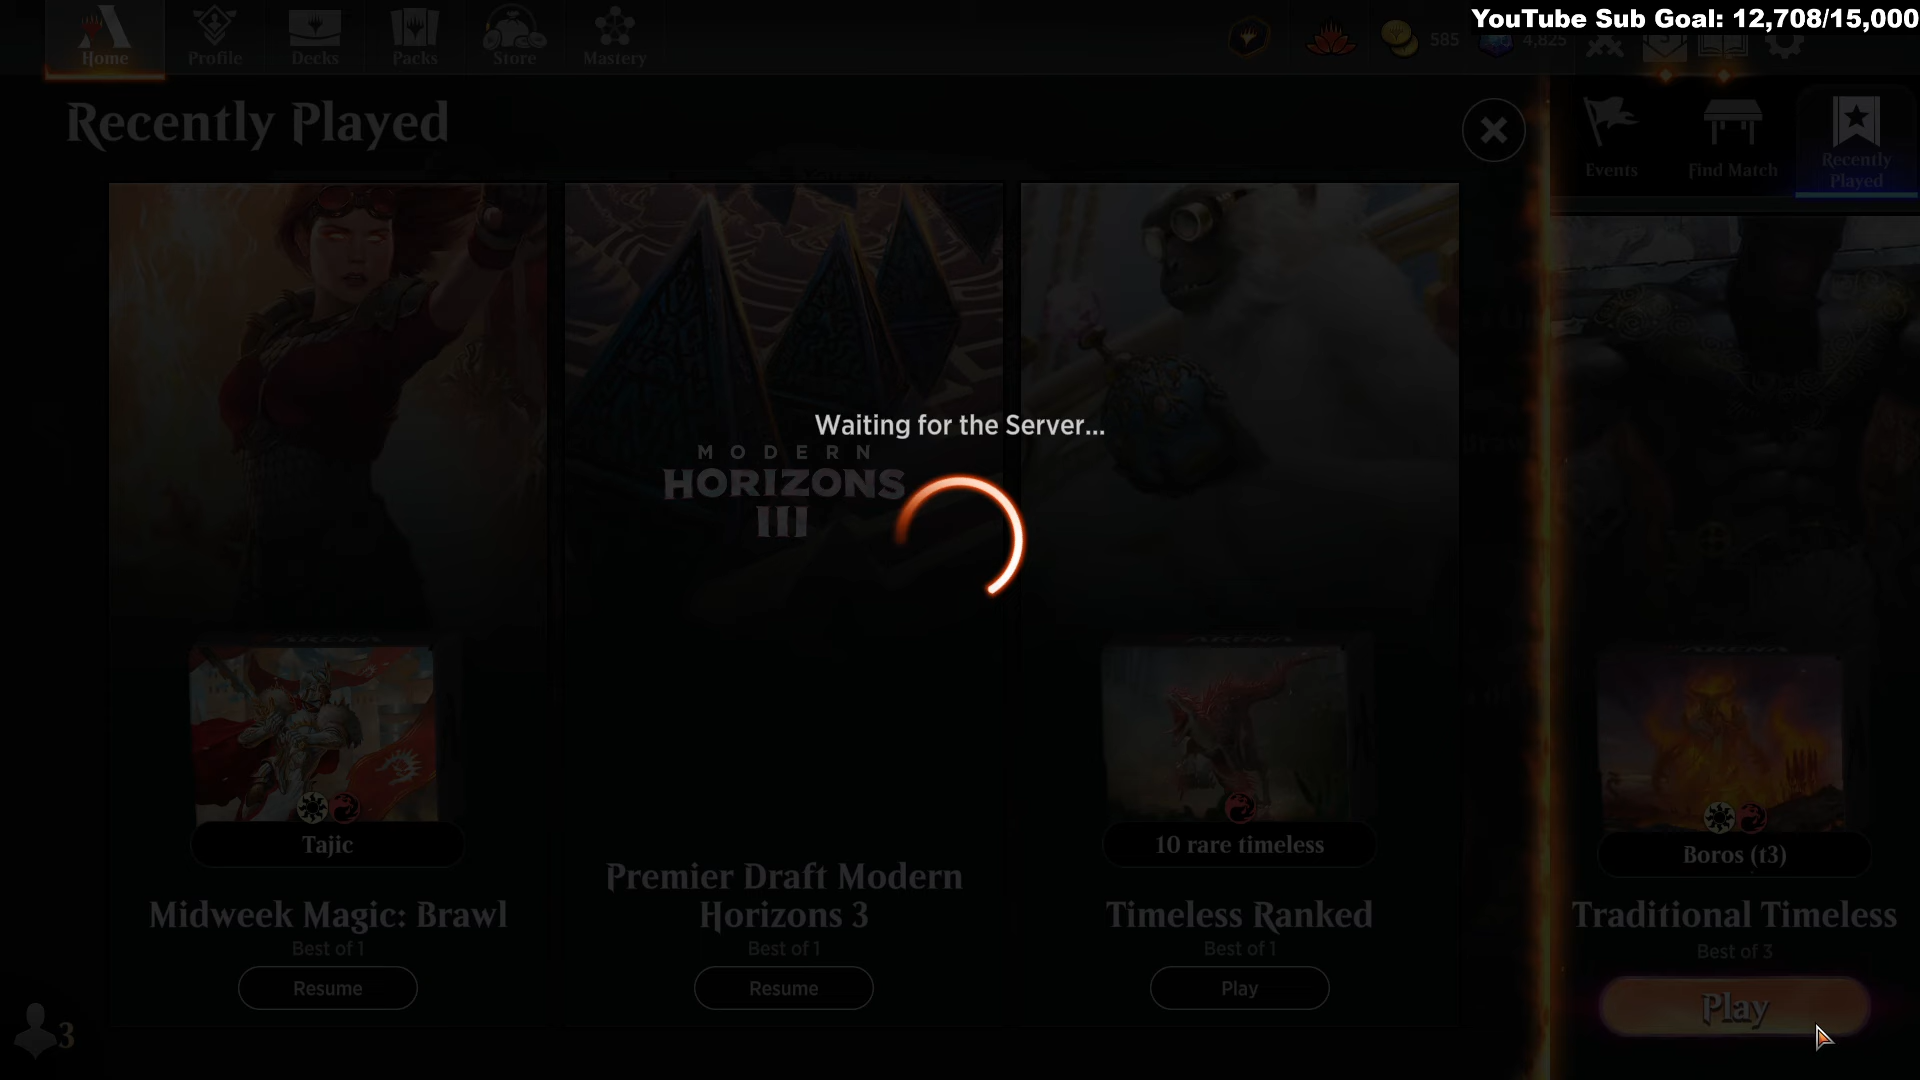 YouTube Sub Goal: 12,708/15,000
Home
Profile
Decks
Packs
Store
Mastery
585
4,825
Recently Played
Events
Find Match
Recently
Played
Waiting for the Server...
MODERN
HORIZONS
III
ARENA
ARENA
ARENA
Tajic
10 rare timeless
Boros (t3)
Midweek Magic: Brawl
Best of 1
Resume
Premier Draft Modern
Horizons 3
Best of 1
Resume
Timeless Ranked
Best of 1
Play
Traditional Timeless
Best of 3
Play
3